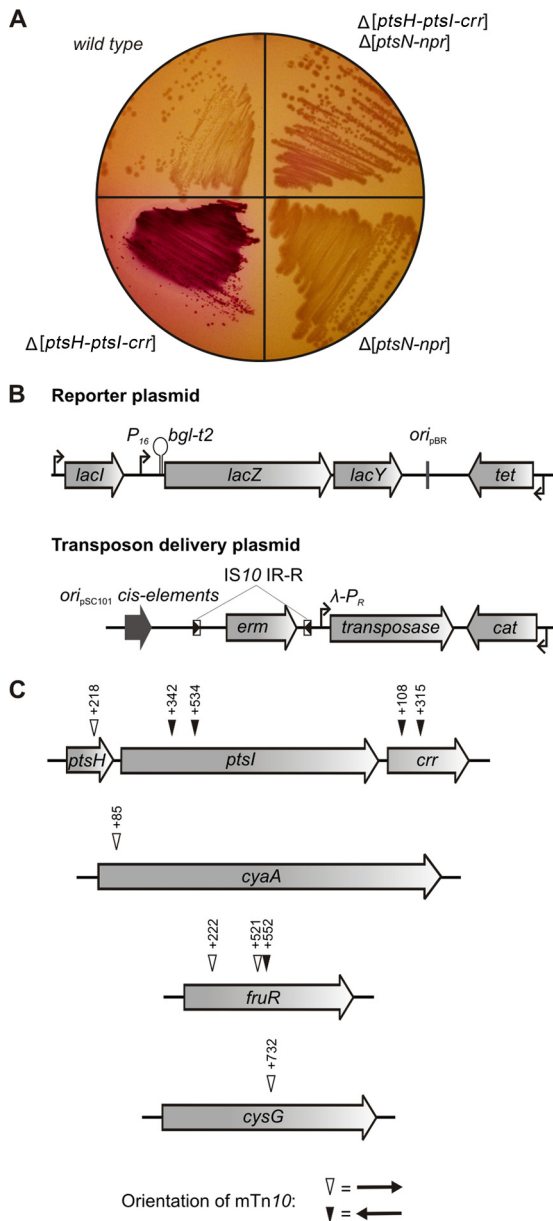 A
wild type
Δ[ptsH-ptsI-crr]
Δ[ptsN-npr]
Δ[ptsH-ptsI-crr]
Δ[ptsN-npr]
B
Reporter plasmid
P16 bgl-t2
oripBR
lacI
lacZ
lacY
tet
Transposon delivery plasmid
IS10 IR-R
oripSC101 cis-elements
λ-PR
erm
transposase
cat
C
+218
+342
+534
+108
+315
ptsH
ptsI
crr
+85
cyaA
+222
+521
+552
fruR
+732
cysG
Orientation of mTn10:
=
=